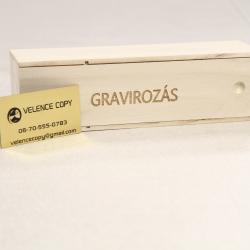 GRAVIROZÁS
VELENCE COPY
06-70-555-0783
velencecopy@gmail.com